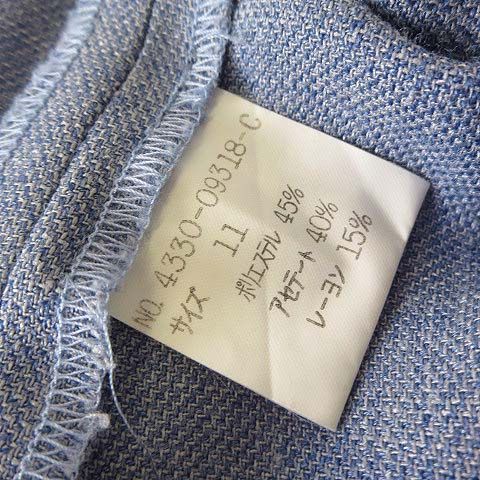 NO. 4330-09318-C
サイズ 11
ポリエステル 45%
アセテート 40%
レーヨン 15%